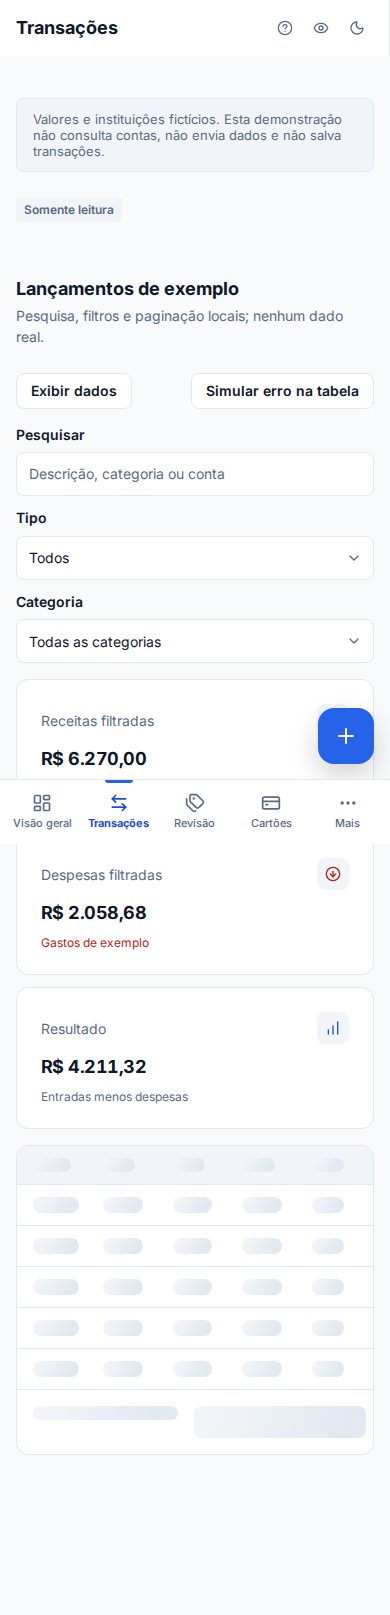 Transações
Valores e instituições fictícios. Esta demonstração
não consulta contas, não envia dados e não salva
transações.
Somente leitura
Lançamentos de exemplo
Pesquisa, filtros e paginação locais; nenhum dado
real.
Exibir dados
Simular erro na tabela
Pesquisar
Descrição, categoria ou conta
Tipo
Todos
Categoria
Todas as categorias
Receitas filtradas
R$ 6.270,00
Visão geral
Transações
Revisão
Cartões
Mais
Despesas filtradas
R$ 2.058,68
Gastos de exemplo
Resultado
R$ 4.211,32
Entradas menos despesas